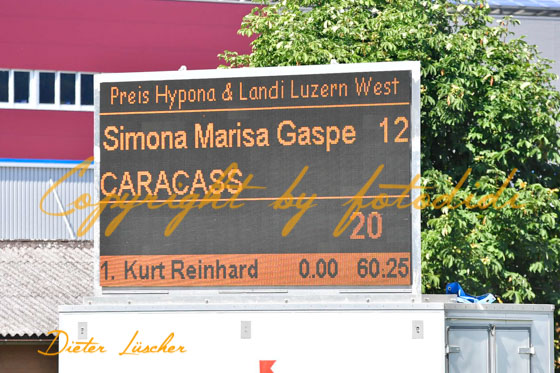 Preis Hypona & Landi Luzern West
Simona Marisa Gaspe 12
CARACASS
Copyright by fotodidi
20
1. Kurt Reinhard 0.00 60.25
Dieter Lüscher